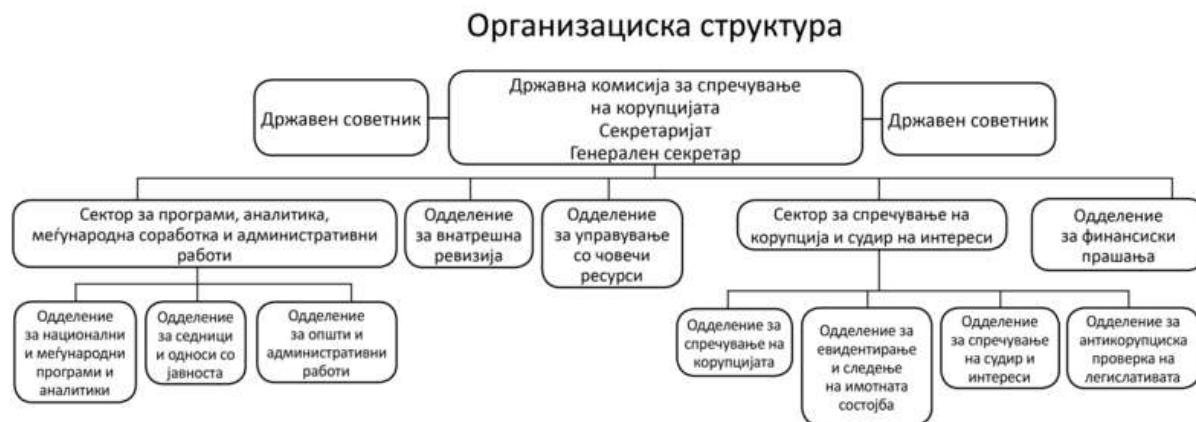 Организациска структура
Државен советник
Државна комисија за спречување
на корупцијата
Секретаријат
Генерален секретар
Државен советник
Сектор за програми, аналитика,
меѓународна соработка и административни
работи
Одделение
за внатрешна
ревизија
Одделение
за управување
со човечи
ресурси
Сектор за спречување на
корупција и судир на интереси
Одделение
за финансиски
прашања
Одделение
за национални
и меѓународни
програми и
аналитики
Одделение
за седници
и односи со
јавноста
Одделение
за општи и
административни
работи
Одделение за
спречување на
корупцијата
Одделение за
евидентирање
и следење
на имотната
состојба
Одделение
за спречување
на судир и
интереси
Одделение за
антикорупциска
проверка на
легислативата